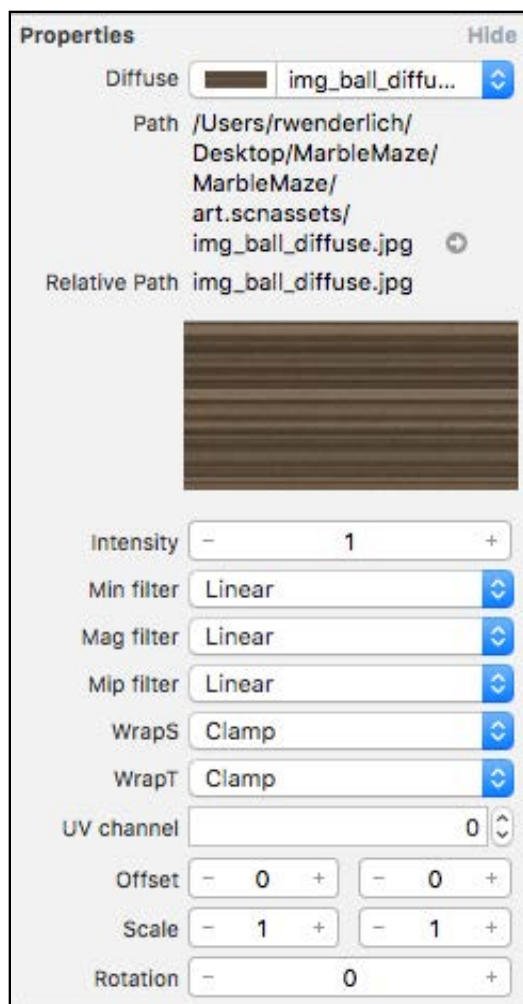 Properties Hide
Diffuse img_ball_diffu...
Path /Users/rwenderlich/
Desktop/MarbleMaze/
MarbleMaze/
art.scnassets/
img_ball_diffuse.jpg
Relative Path img_ball_diffuse.jpg
Intensity − 1 +
Min filter Linear
Mag filter Linear
Mip filter Linear
WrapS Clamp
WrapT Clamp
UV channel 0
Offset − 0 + − 0 +
Scale − 1 + − 1 +
Rotation − 0 +